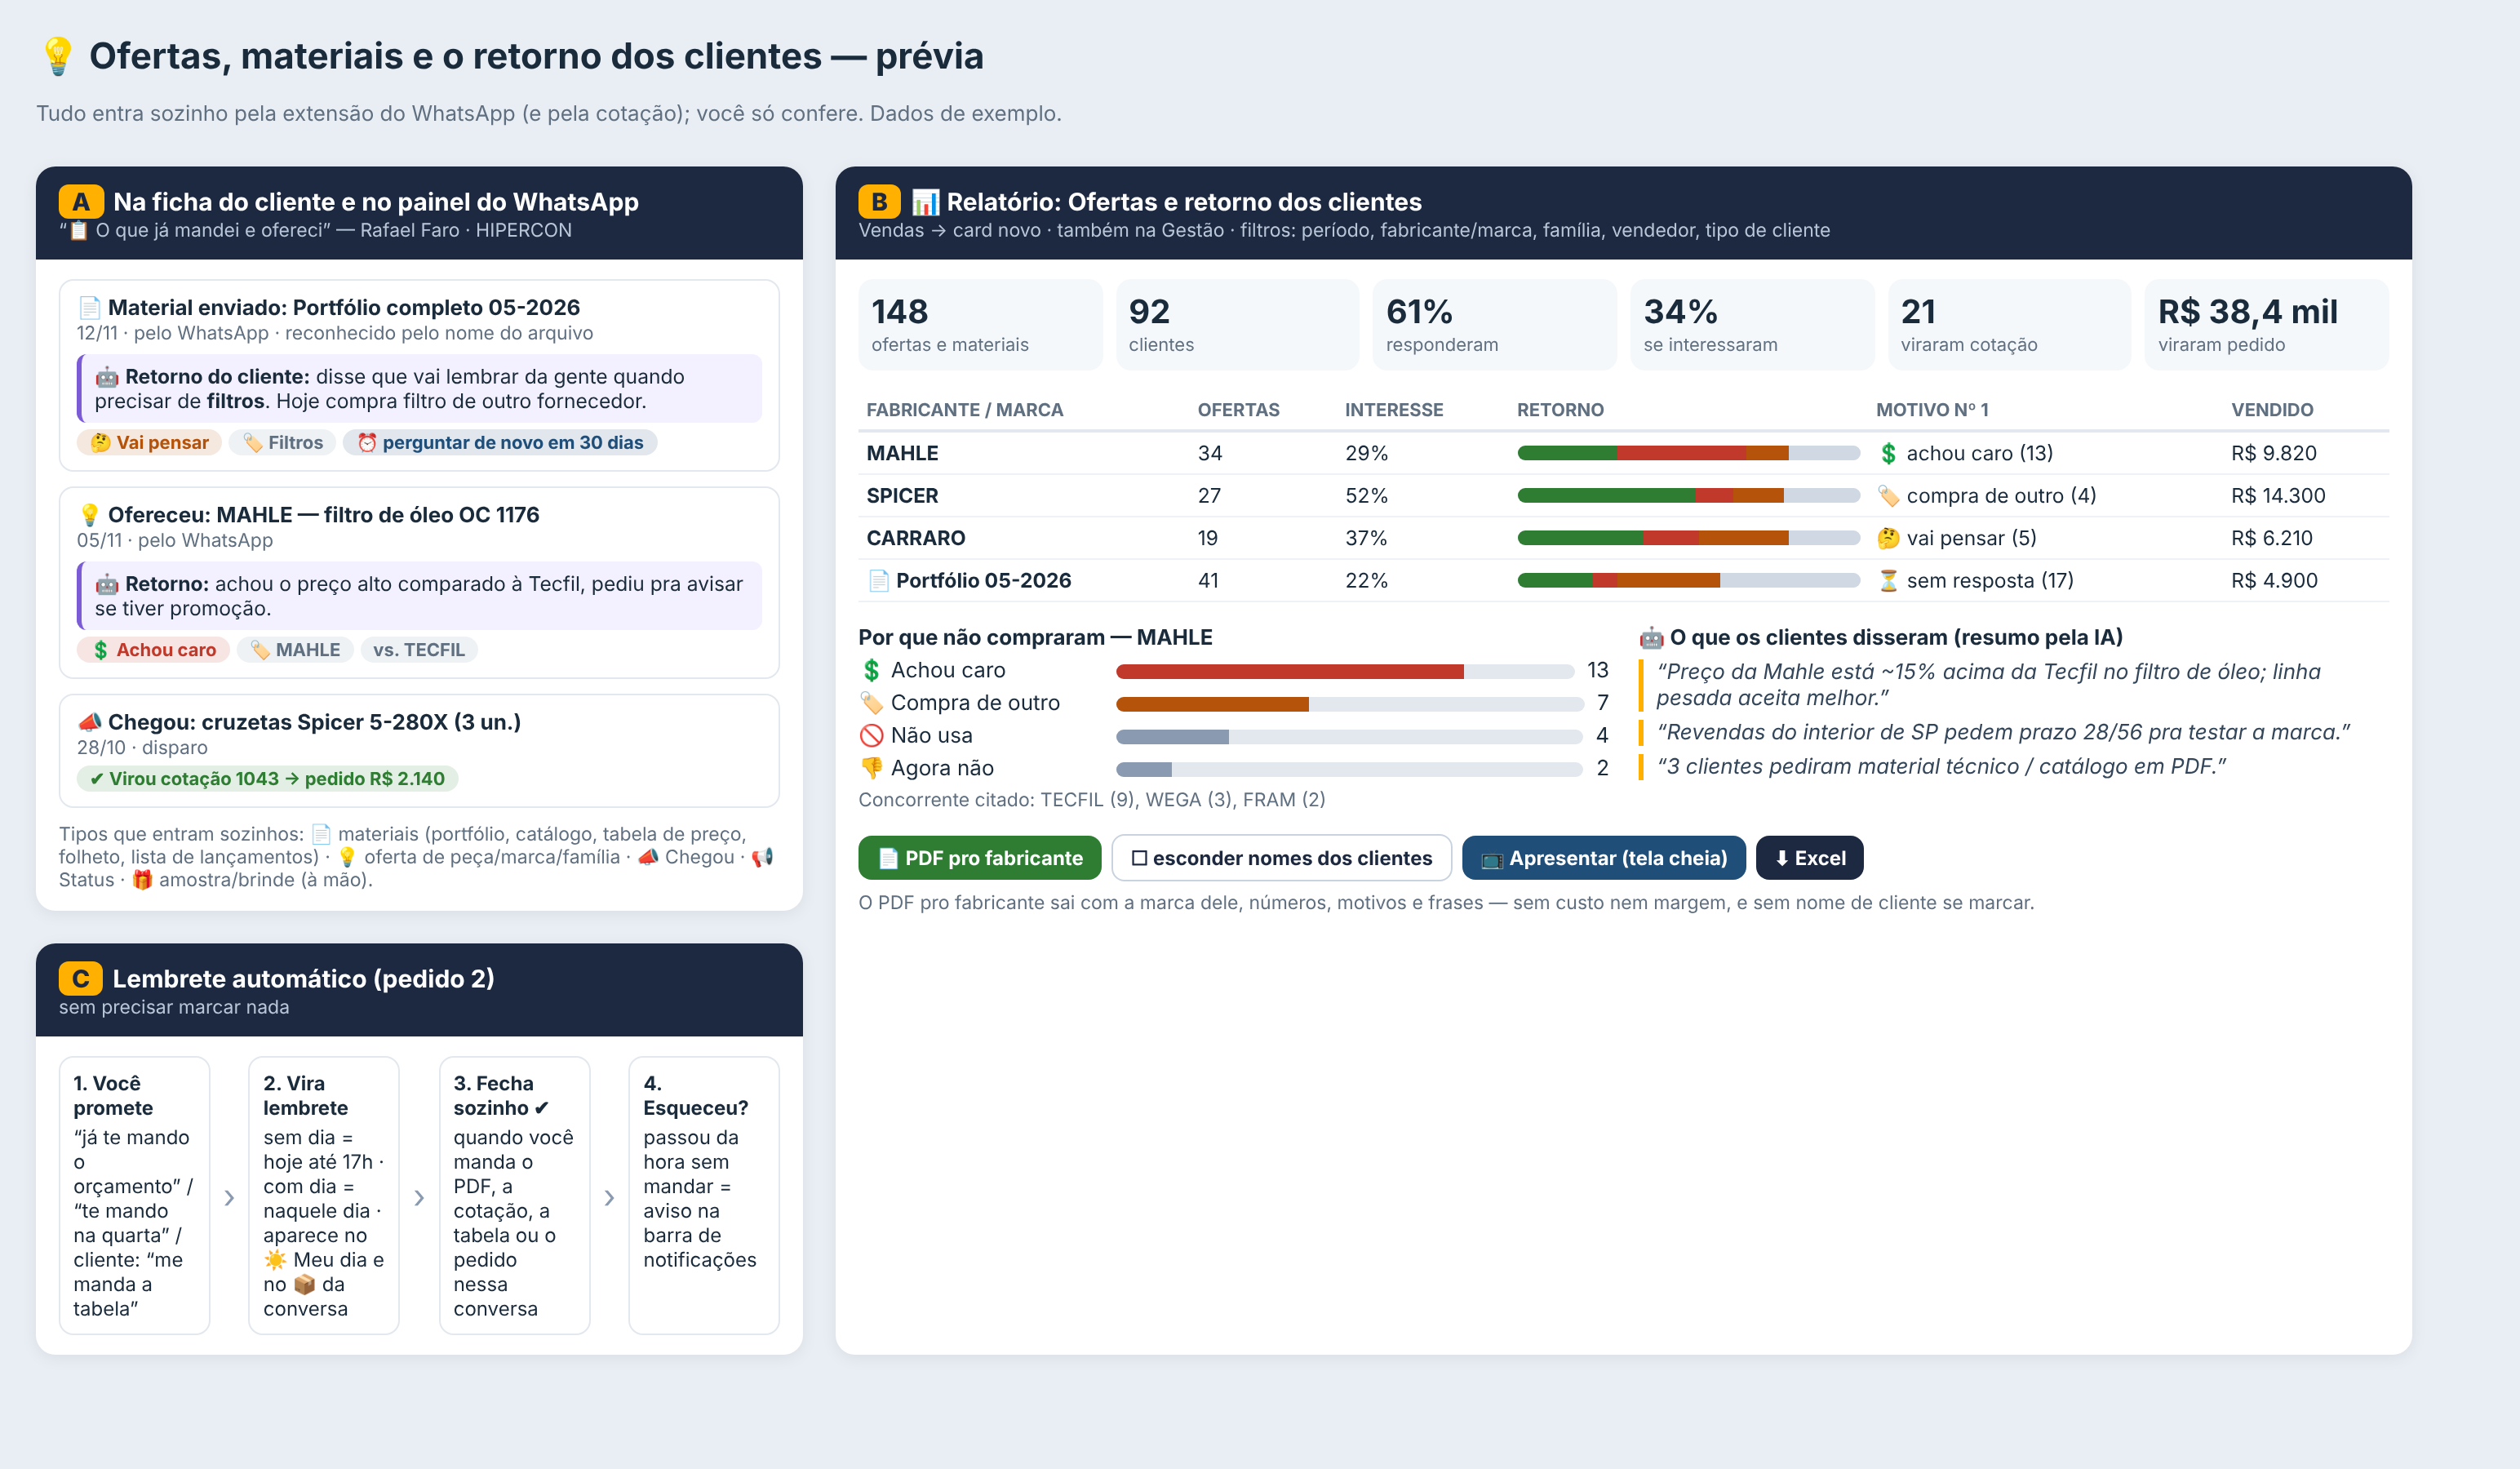 💡 Ofertas, materiais e o retorno dos clientes — prévia
Tudo entra sozinho pela extensão do WhatsApp (e pela cotação); você só confere. Dados de exemplo.
A Na ficha do cliente e no painel do WhatsApp
“📋 O que já mandei e ofereci” — Rafael Faro · HIPERCON
📄 Material enviado: Portfólio completo 05-2026
12/11 · pelo WhatsApp · reconhecido pelo nome do arquivo
🤖 Retorno do cliente: disse que vai lembrar da gente quando
precisar de filtros. Hoje compra filtro de outro fornecedor.
🤔 Vai pensar 🏷️ Filtros ⏰ perguntar de novo em 30 dias
💡 Ofereceu: MAHLE — filtro de óleo OC 1176
05/11 · pelo WhatsApp
🤖 Retorno: achou o preço alto comparado à Tecfil, pediu pra avisar
se tiver promoção.
💲 Achou caro 🏷️ MAHLE vs. TECFIL
📣 Chegou: cruzetas Spicer 5-280X (3 un.)
28/10 · disparo
✔ Virou cotação 1043 → pedido R$ 2.140
Tipos que entram sozinhos: 📄 materiais (portfólio, catálogo, tabela de preço,
folheto, lista de lançamentos) · 💡 oferta de peça/marca/família · 📣 Chegou · 📢
Status · 🎁 amostra/brinde (à mão).
B 📊 Relatório: Ofertas e retorno dos clientes
Vendas → card novo · também na Gestão · filtros: período, fabricante/marca, família, vendedor, tipo de cliente
148 92 61% 34% 21 R$ 38,4 mil
ofertas e materiais clientes responderam se interessaram viraram cotação viraram pedido
FABRICANTE / MARCA OFERTAS INTERESSE RETORNO MOTIVO Nº 1 VENDIDO
MAHLE 34 29% 💲 achou caro (13) R$ 9.820
SPICER 27 52% 🏷️ compra de outro (4) R$ 14.300
CARRARO 19 37% 🤔 vai pensar (5) R$ 6.210
📄 Portfólio 05-2026 41 22% ⏳ sem resposta (17) R$ 4.900
Por que não compraram — MAHLE
💲 Achou caro 13
🏷️ Compra de outro 7
🚫 Não usa 4
👎 Agora não 2
Concorrente citado: TECFIL (9), WEGA (3), FRAM (2)
🤖 O que os clientes disseram (resumo pela IA)
“Preço da Mahle está ~15% acima da Tecfil no filtro de óleo; linha
pesada aceita melhor.”
“Revendas do interior de SP pedem prazo 28/56 pra testar a marca.”
“3 clientes pediram material técnico / catálogo em PDF.”
📄 PDF pro fabricante ☐ esconder nomes dos clientes 📺 Apresentar (tela cheia) ⬇ Excel
O PDF pro fabricante sai com a marca dele, números, motivos e frases — sem custo nem margem, e sem nome de cliente se marcar.
C Lembrete automático (pedido 2)
sem precisar marcar nada
1. Você
promete
“já te mando
o
orçamento” /
“te mando
na quarta” /
cliente: “me
manda a
tabela”
›
2. Vira
lembrete
sem dia =
hoje até 17h ·
com dia =
naquele dia ·
aparece no
☀️ Meu dia e
no 📦 da
conversa
›
3. Fecha
sozinho ✔
quando você
manda o
PDF, a
cotação, a
tabela ou o
pedido
nessa
conversa
›
4.
Esqueceu?
passou da
hora sem
mandar =
aviso na
barra de
notificações